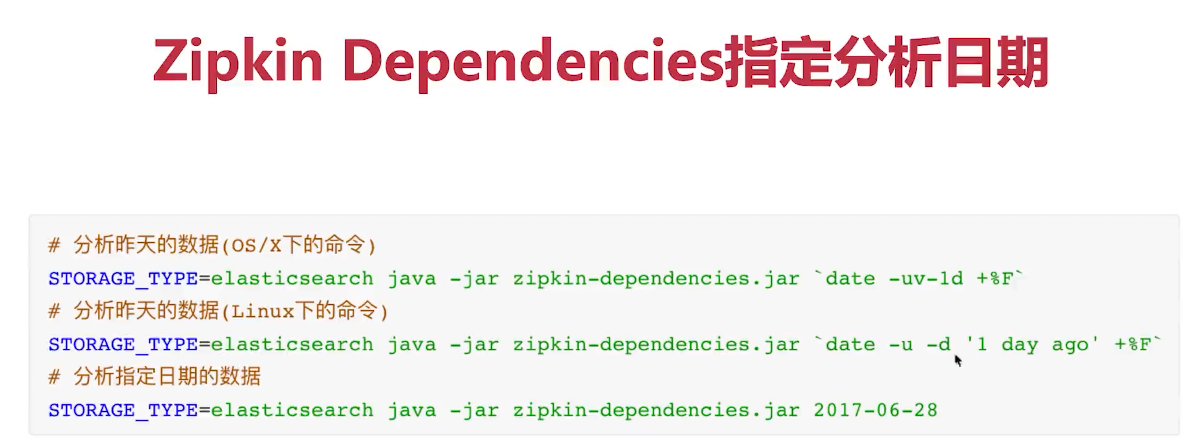 Zipkin Dependencies指定分析日期
# 分析昨天的数据(OS/X下的命令)
STORAGE_TYPE=elasticsearch java -jar zipkin-dependencies.jar `date -uv-1d +%F`
# 分析昨天的数据(Linux下的命令)
STORAGE_TYPE=elasticsearch java -jar zipkin-dependencies.jar `date -u -d '1 day ago' +%F`
# 分析指定日期的数据
STORAGE_TYPE=elasticsearch java -jar zipkin-dependencies.jar 2017-06-28